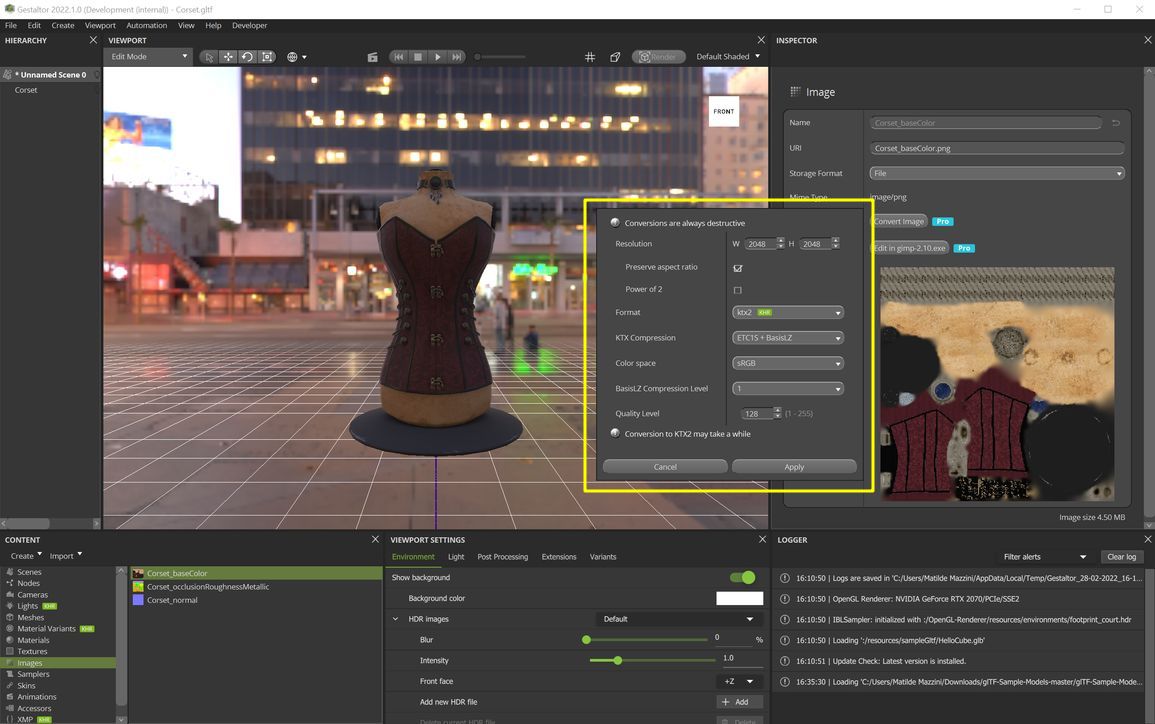 Gestaltor 2022.1.0 (Development (internal)) - Corset.gltf
File Edit Create Viewport Automation View Help Developer
HIERARCHY
* Unnamed Scene 0
Corset
VIEWPORT
Edit Mode
Render
Default Shaded
FRONT
INSPECTOR
Image
Name Corset_baseColor
URI Corset_baseColor.png
Storage Format File
Mime Type image/png
Convert Image Pro
Edit in gimp-2.10.exe Pro
Image size 4.50 MB
Conversions are always destructive
Resolution W 2048 H 2048
Preserve aspect ratio
Power of 2
Format ktx2 KHR
KTX Compression ETC1S + BasisLZ
Color space sRGB
BasisLZ Compression Level 1
Quality Level 128 (1 - 255)
Conversion to KTX2 may take a while
Cancel Apply
CONTENT
Create Import
Scenes
Nodes
Cameras
Lights KHR
Meshes
Material Variants KHR
Materials
Textures
Images
Samplers
Skins
Animations
Accessors
XMP KHR
Corset_baseColor
Corset_occlusionRoughnessMetallic
Corset_normal
VIEWPORT SETTINGS
Environment Light Post Processing Extensions Variants
Show background
Background color
HDR images Default
Blur 0 %
Intensity 1.0
Front face +Z
Add new HDR file + Add
Delete current HDR file Delete
LOGGER
Filter alerts Clear log
16:10:50 | Logs are saved in 'C:/Users/Matilde Mazzini/AppData/Local/Temp/Gestaltor_28-02-2022_16-1...
16:10:50 | OpenGL Renderer: NVIDIA GeForce RTX 2070/PCIe/SSE2
16:10:50 | IBLSampler: initialized with :/OpenGL-Renderer/resources/environments/footprint_court.hdr
16:10:50 | Loading ':/resources/sampleGltf/HelloCube.glb'
16:10:51 | Update Check: Latest version is installed.
16:35:30 | Loading 'C:/Users/Matilde Mazzini/Downloads/glTF-Sample-Models-master/glTF-Sample-Mode...